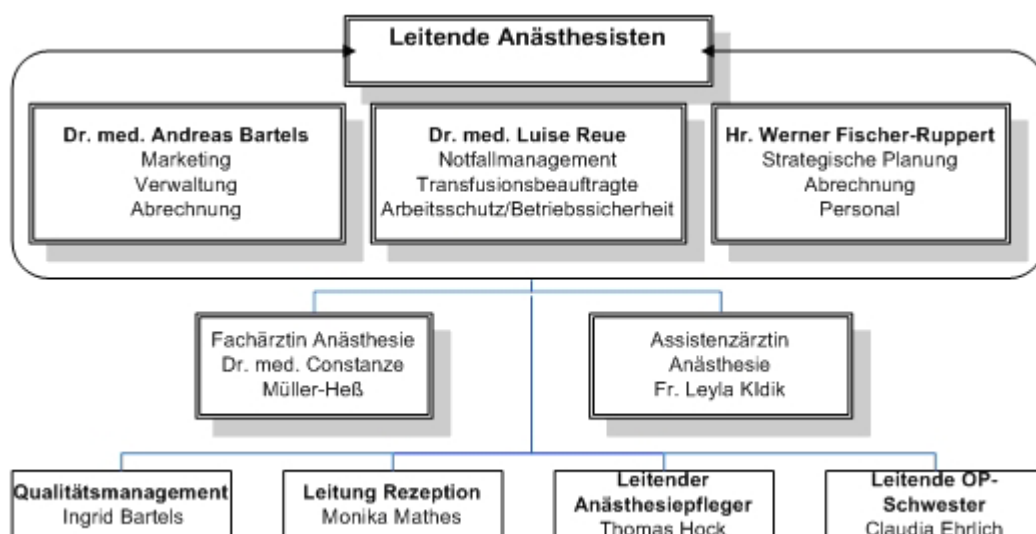 Leitende Anästhesisten
Dr. med. Andreas Bartels
Marketing
Verwaltung
Abrechnung
Dr. med. Luise Reue
Notfallmanagement
Transfusionsbeauftragte
Arbeitsschutz/Betriebssicherheit
Hr. Werner Fischer-Ruppert
Strategische Planung
Abrechnung
Personal
Fachärztin Anästhesie
Dr. med. Constanze
Müller-Heß
Assistenzärztin
Anästhesie
Fr. Leyla Kldik
Qualitätsmanagement
Ingrid Bartels
Leitung Rezeption
Monika Mathes
Leitender
Anästhesiepfleger
Thomas Hock
Leitende OP-
Schwester
Claudia Ehrlich